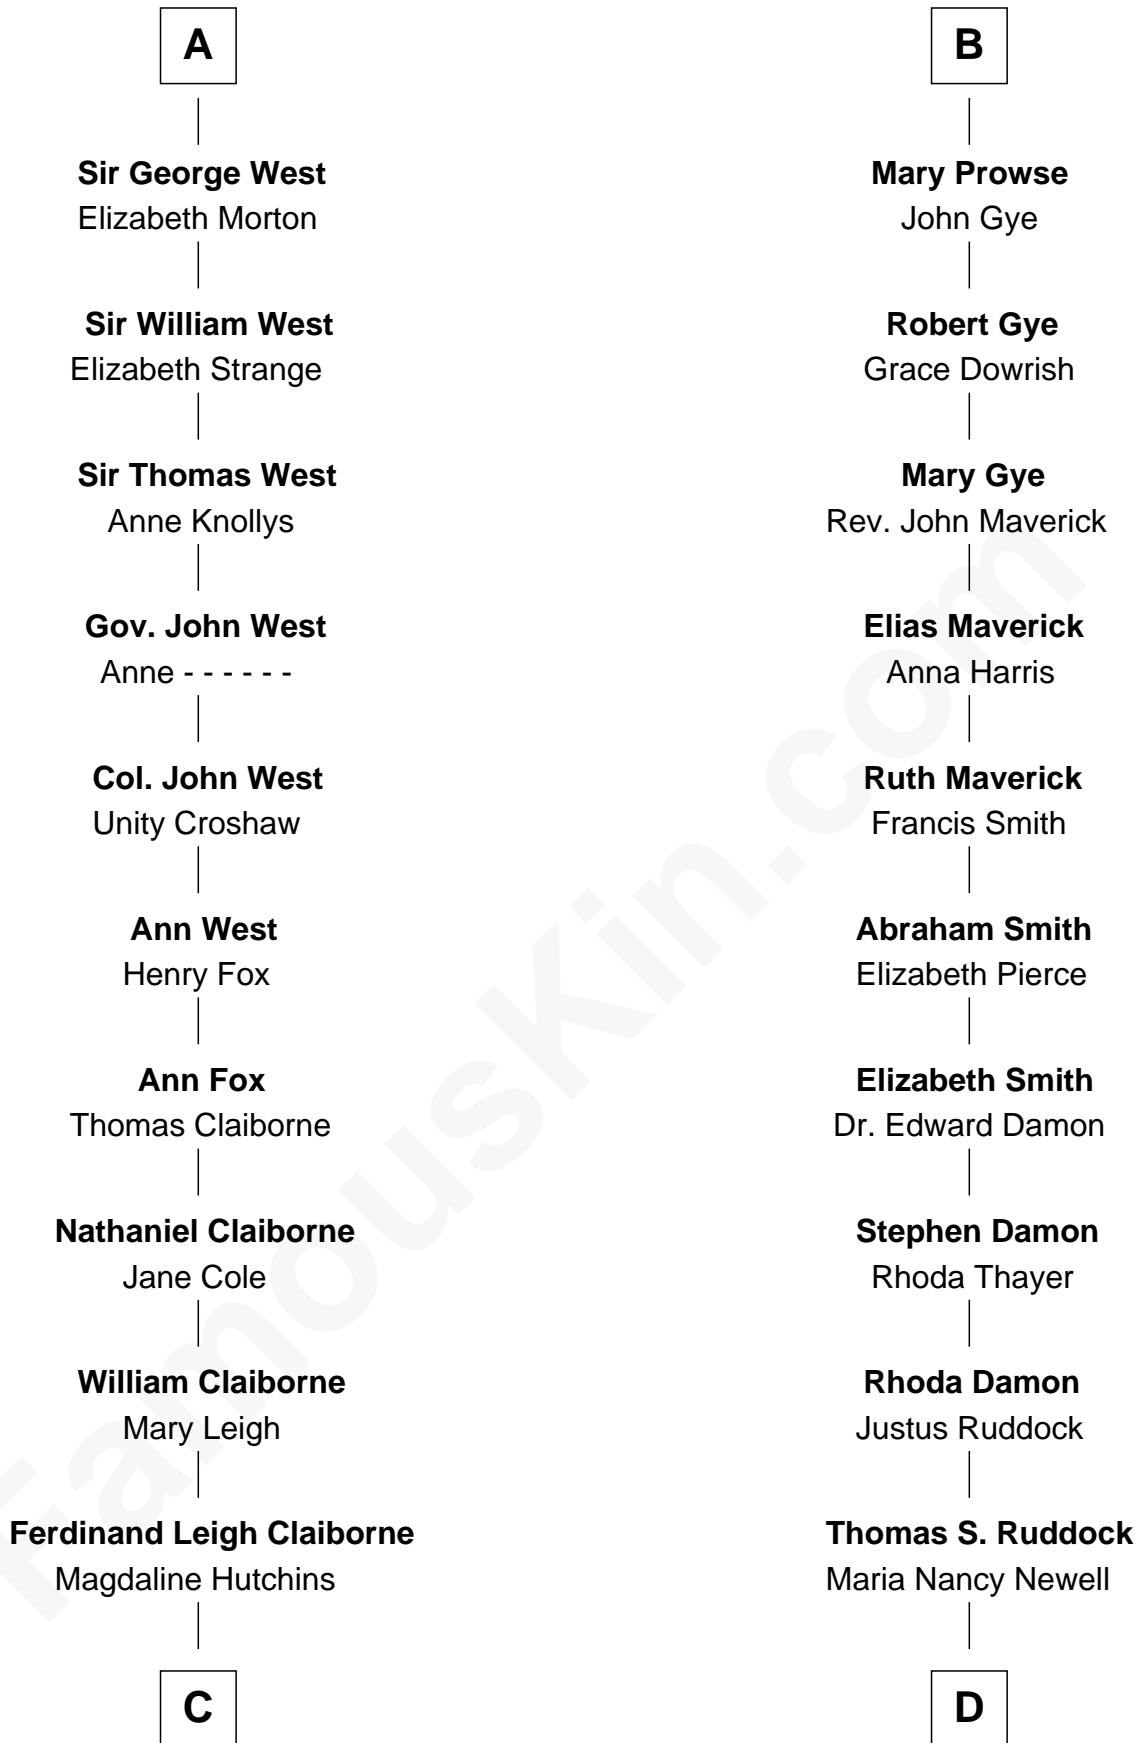 A
Sir George West
Elizabeth Morton
Sir William West
Elizabeth Strange
Sir Thomas West
Anne Knollys
Gov. John West
Anne - - - - - -
Col. John West
Unity Croshaw
Ann West
Henry Fox
Ann Fox
Thomas Claiborne
Nathaniel Claiborne
Jane Cole
William Claiborne
Mary Leigh
Ferdinand Leigh Claiborne
Magdaline Hutchins
C
B
Mary Prowse
John Gye
Robert Gye
Grace Dowrish
Mary Gye
Rev. John Maverick
Elias Maverick
Anna Harris
Ruth Maverick
Francis Smith
Abraham Smith
Elizabeth Pierce
Elizabeth Smith
Dr. Edward Damon
Stephen Damon
Rhoda Thayer
Rhoda Damon
Justus Ruddock
Thomas S. Ruddock
Maria Nancy Newell
D
FamousKin.com